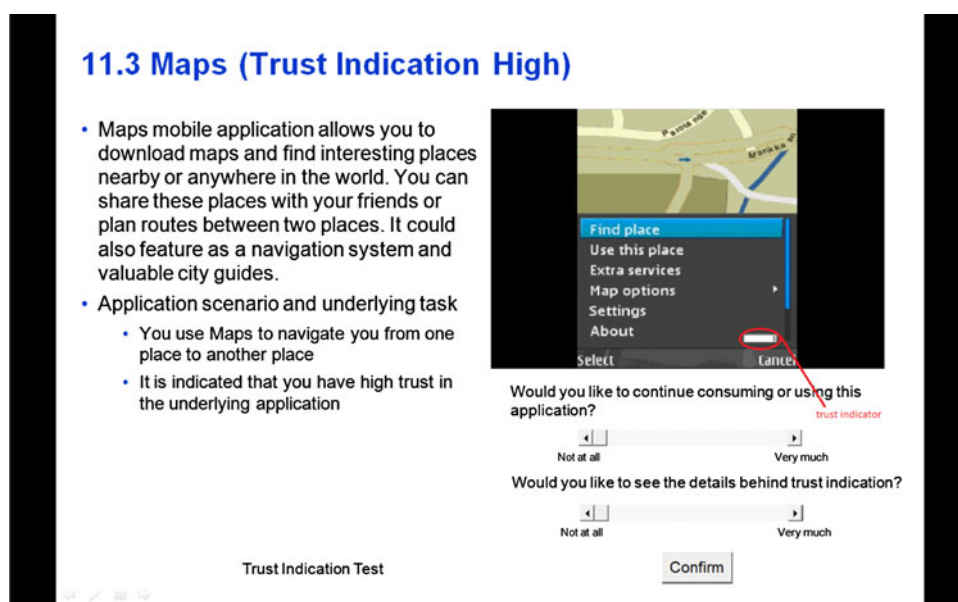 11.3 Maps (Trust Indication High)
• Maps mobile application allows you to
download maps and find interesting places
nearby or anywhere in the world. You can
share these places with your friends or
plan routes between two places. It could
also feature as a navigation system and
valuable city guides.
• Application scenario and underlying task
• You use Maps to navigate you from one
place to another place
• It is indicated that you have high trust in
the underlying application
Find place
Use this place
Extra services
Map options
Settings
About
Select Cancel
Would you like to continue consuming or using this
application?
trust indicator
Not at all Very much
Would you like to see the details behind trust indication?
Not at all Very much
Confirm
Trust Indication Test